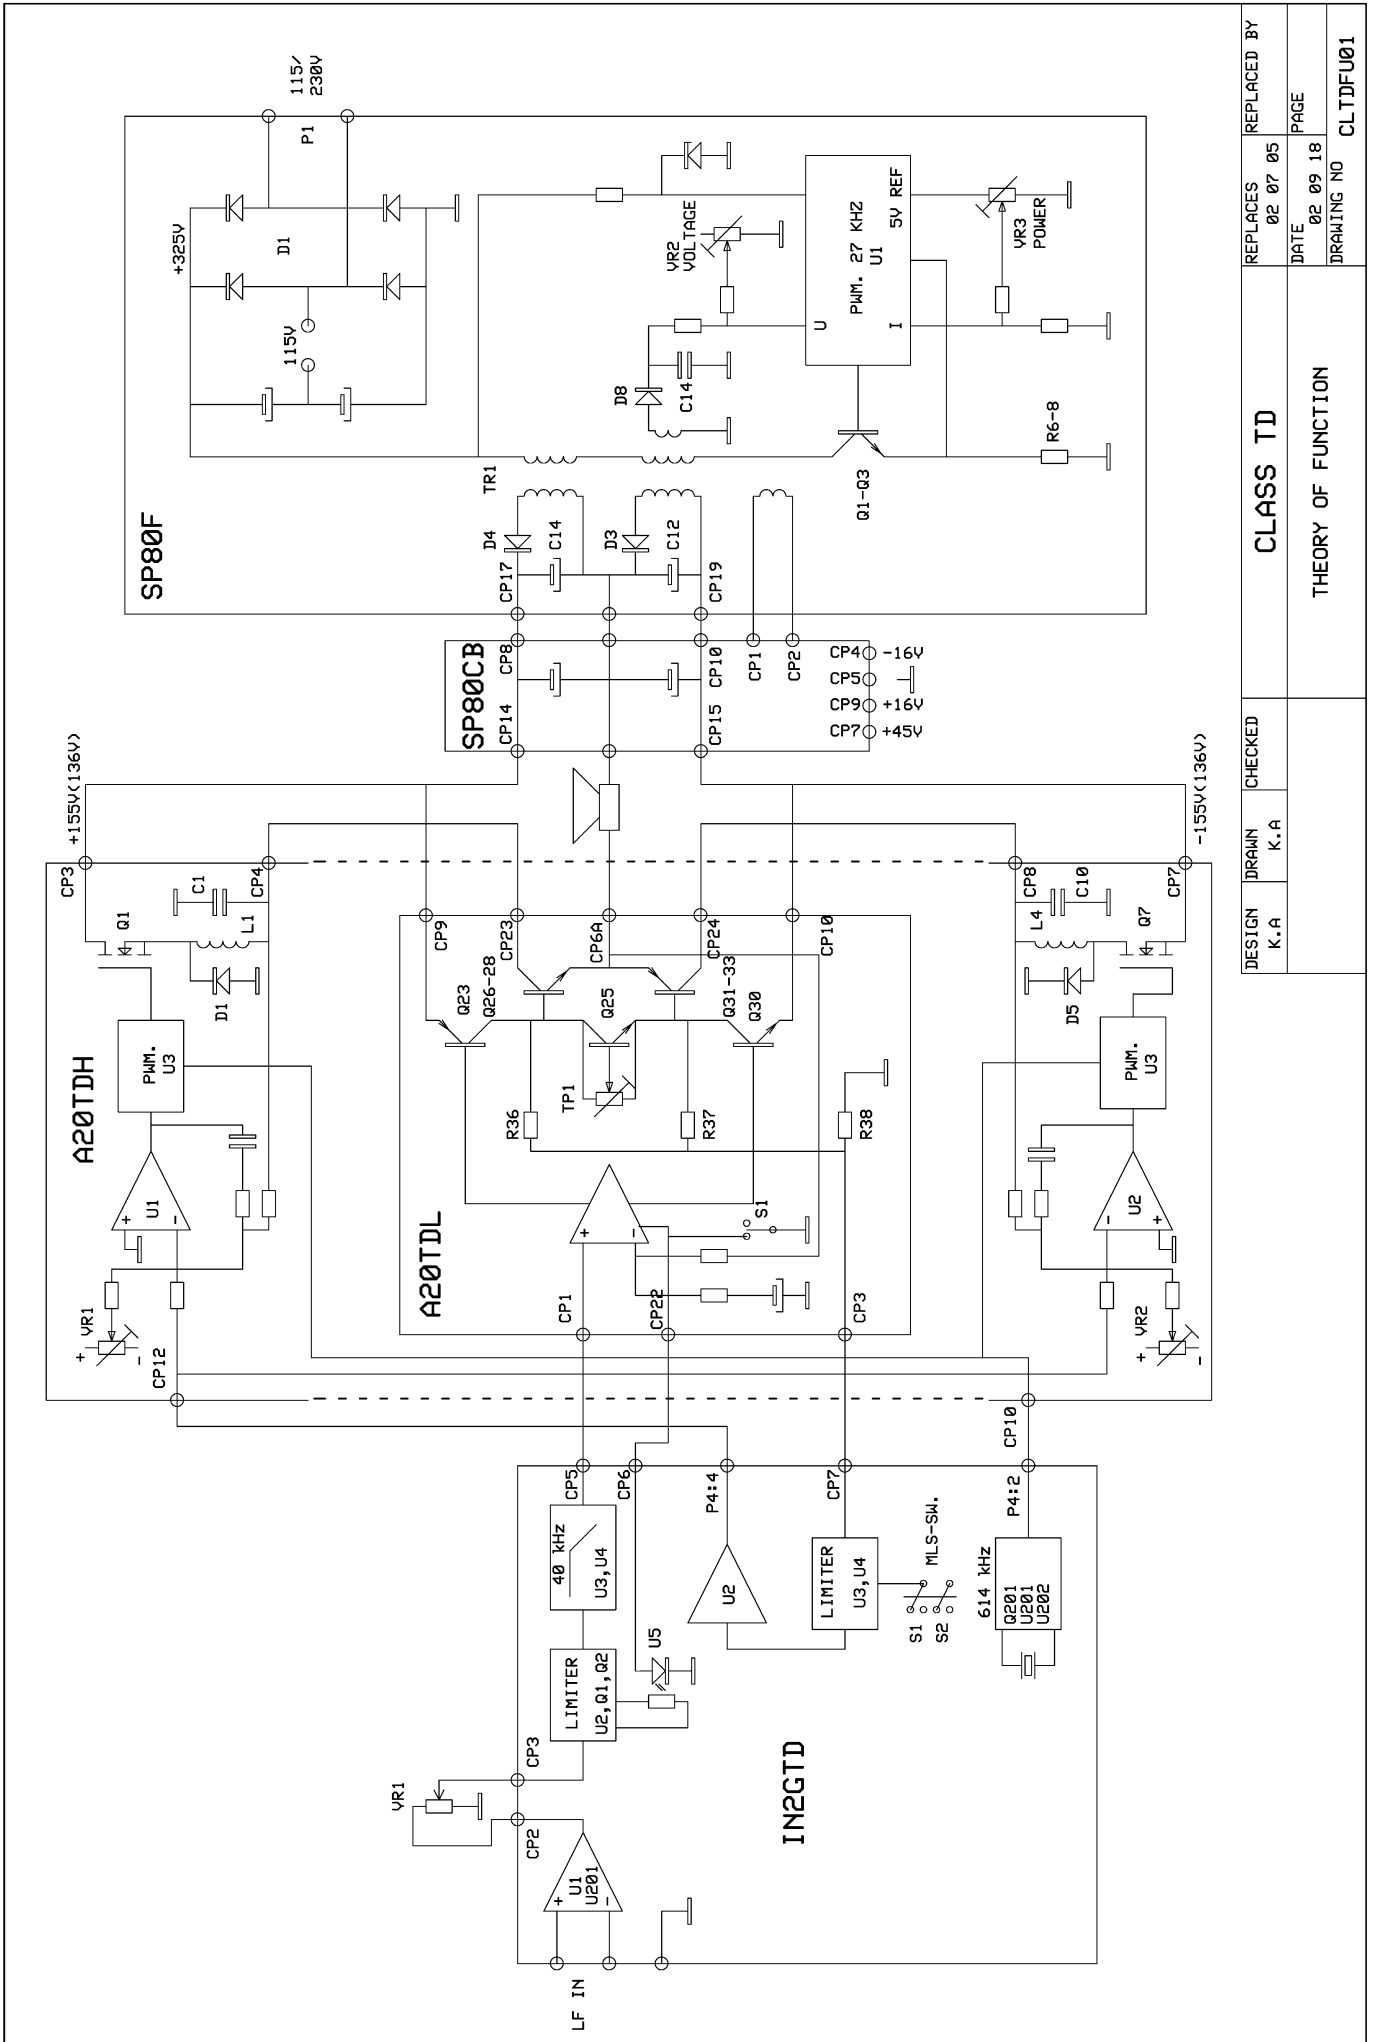 LF IN
U1
U201
+
-
CP2
VR1
CP3
IN2GTD
LIMITER
U2,Q1,Q2
U5
40 kHz
U3,U4
CP5
CP6
U2
P4:4
LIMITER
U3,U4
CP7
S1
S2
MLS-SW.
614 kHz
Q201
U201
U202
P4:2
CP10
A20TDH
CP12
VR1
+
-
U1
+
-
PWM.
U3
D1
Q1
L1
C1
CP3
CP4
+155V(136V)
A20TDL
CP1
CP22
CP3
+
-
S1
R36
R37
R38
TP1
Q23
Q26-28
Q25
Q31-33
Q30
CP9
CP23
CP6A
CP24
CP10
VR2
+
-
U2
-
+
PWM.
U3
D5
Q7
L4
C10
CP8
CP7
-155V(136V)
SP80CB
CP14
CP15
CP8
CP10
CP1
CP2
CP4
-16V
CP5
CP9
+16V
CP7
+45V
SP80F
CP17
CP19
D4
C14
D3
C12
TR1
+325V
115V
D1
P1
115/
230V
D8
C14
VR2
VOLTAGE
Q1-Q3
PWM. 27 KHZ
U1
U
I
5V REF
VR3
POWER
R6-8
DESIGN
K.A
DRAWN
K.A
CHECKED
CLASS TD
THEORY OF FUNCTION
REPLACES
02 07 05
REPLACED BY
DATE
02 09 18
PAGE
DRAWING NO
CLTDFU01